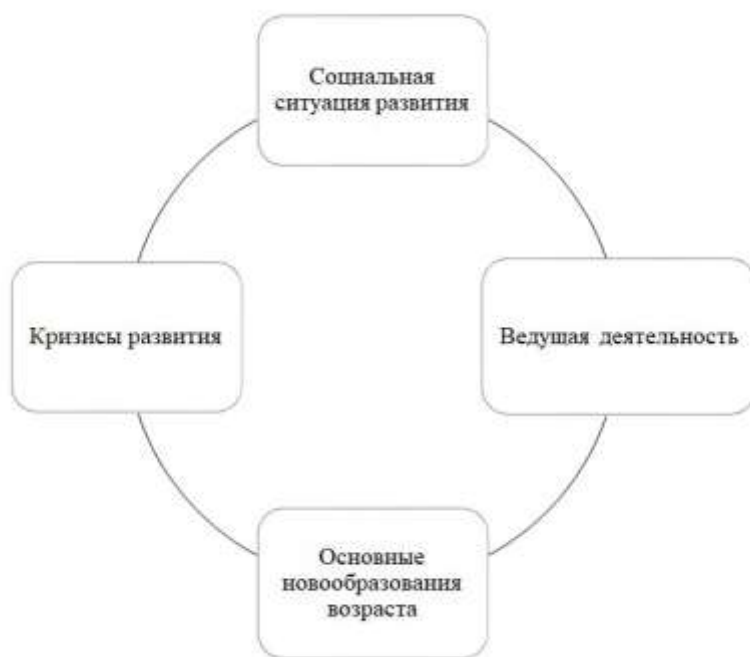 Социальная
ситуация развития
Кризисы развития
Ведущая деятельность
Основные
новообразования
возраста